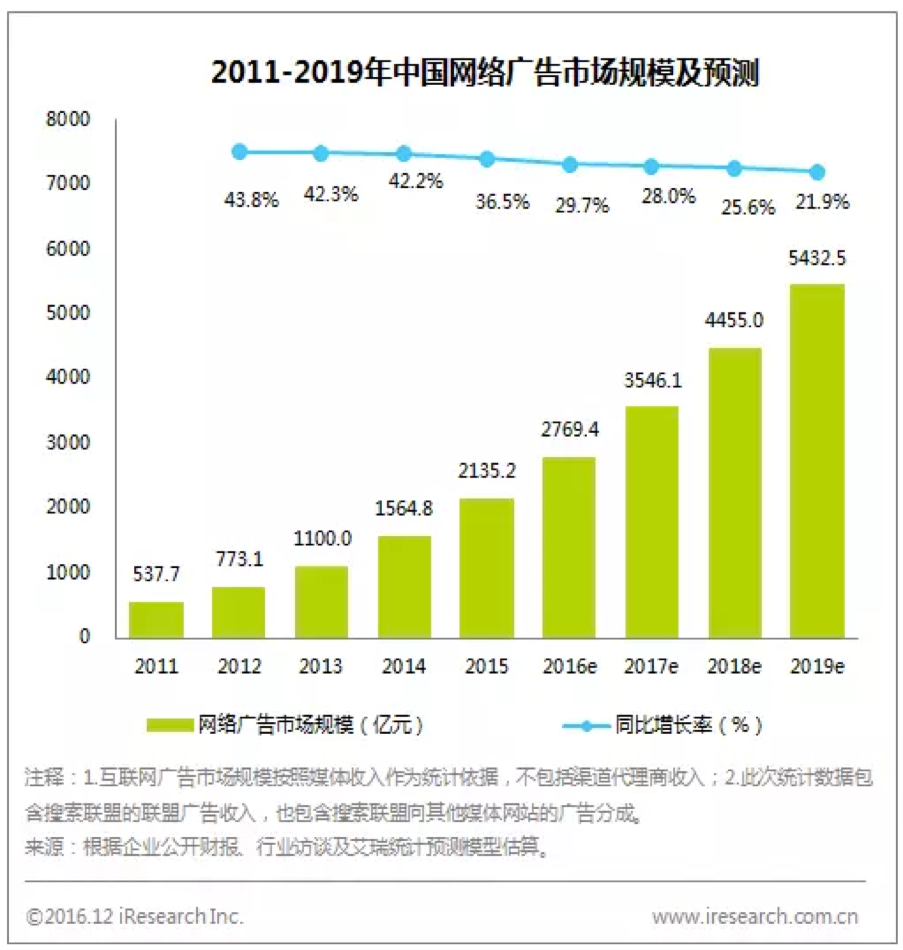 2011-2019年中国网络广告市场规模及预测
8000
7000
6000
5000
4000
3000
2000
1000
0
43.8%
42.3%
42.2%
36.5%
29.7%
28.0%
25.6%
21.9%
537.7
773.1
1100.0
1564.8
2135.2
2769.4
3546.1
4455.0
5432.5
2011
2012
2013
2014
2015
2016e
2017e
2018e
2019e
网络广告市场规模（亿元）
同比增长率（%）
注释：1.互联网广告市场规模按照媒体收入作为统计依据，不包括渠道代理商收入；2.此次统计数据包
含搜索联盟的联盟广告收入，也包含搜索联盟向其他媒体网站的广告分成。
来源：根据企业公开财报、行业访谈及艾瑞统计预测模型估算。
©2016.12 iResearch Inc.
www.iresearch.com.cn